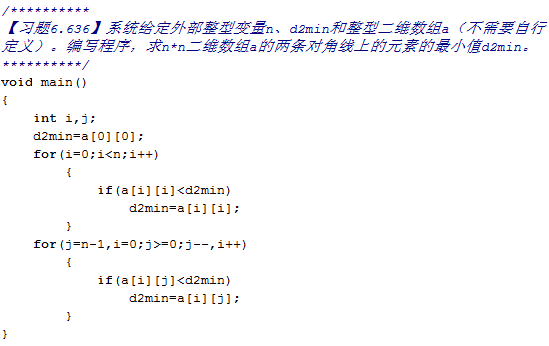 /**********
【习题6.636】系统给定外部整型变量n、d2min和整型二维数组a（不需要自行
定义）。编写程序，求n*n二维数组a的两条对角线上的元素的最小值d2min。
**********/
void main()
{
    int i,j;
    d2min=a[0][0];
    for(i=0;i<n;i++)
        {
            if(a[i][i]<d2min)
                d2min=a[i][i];
        }
    for(j=n-1,i=0;j>=0;j--,i++)
        {
            if(a[i][j]<d2min)
                d2min=a[i][j];
        }
}